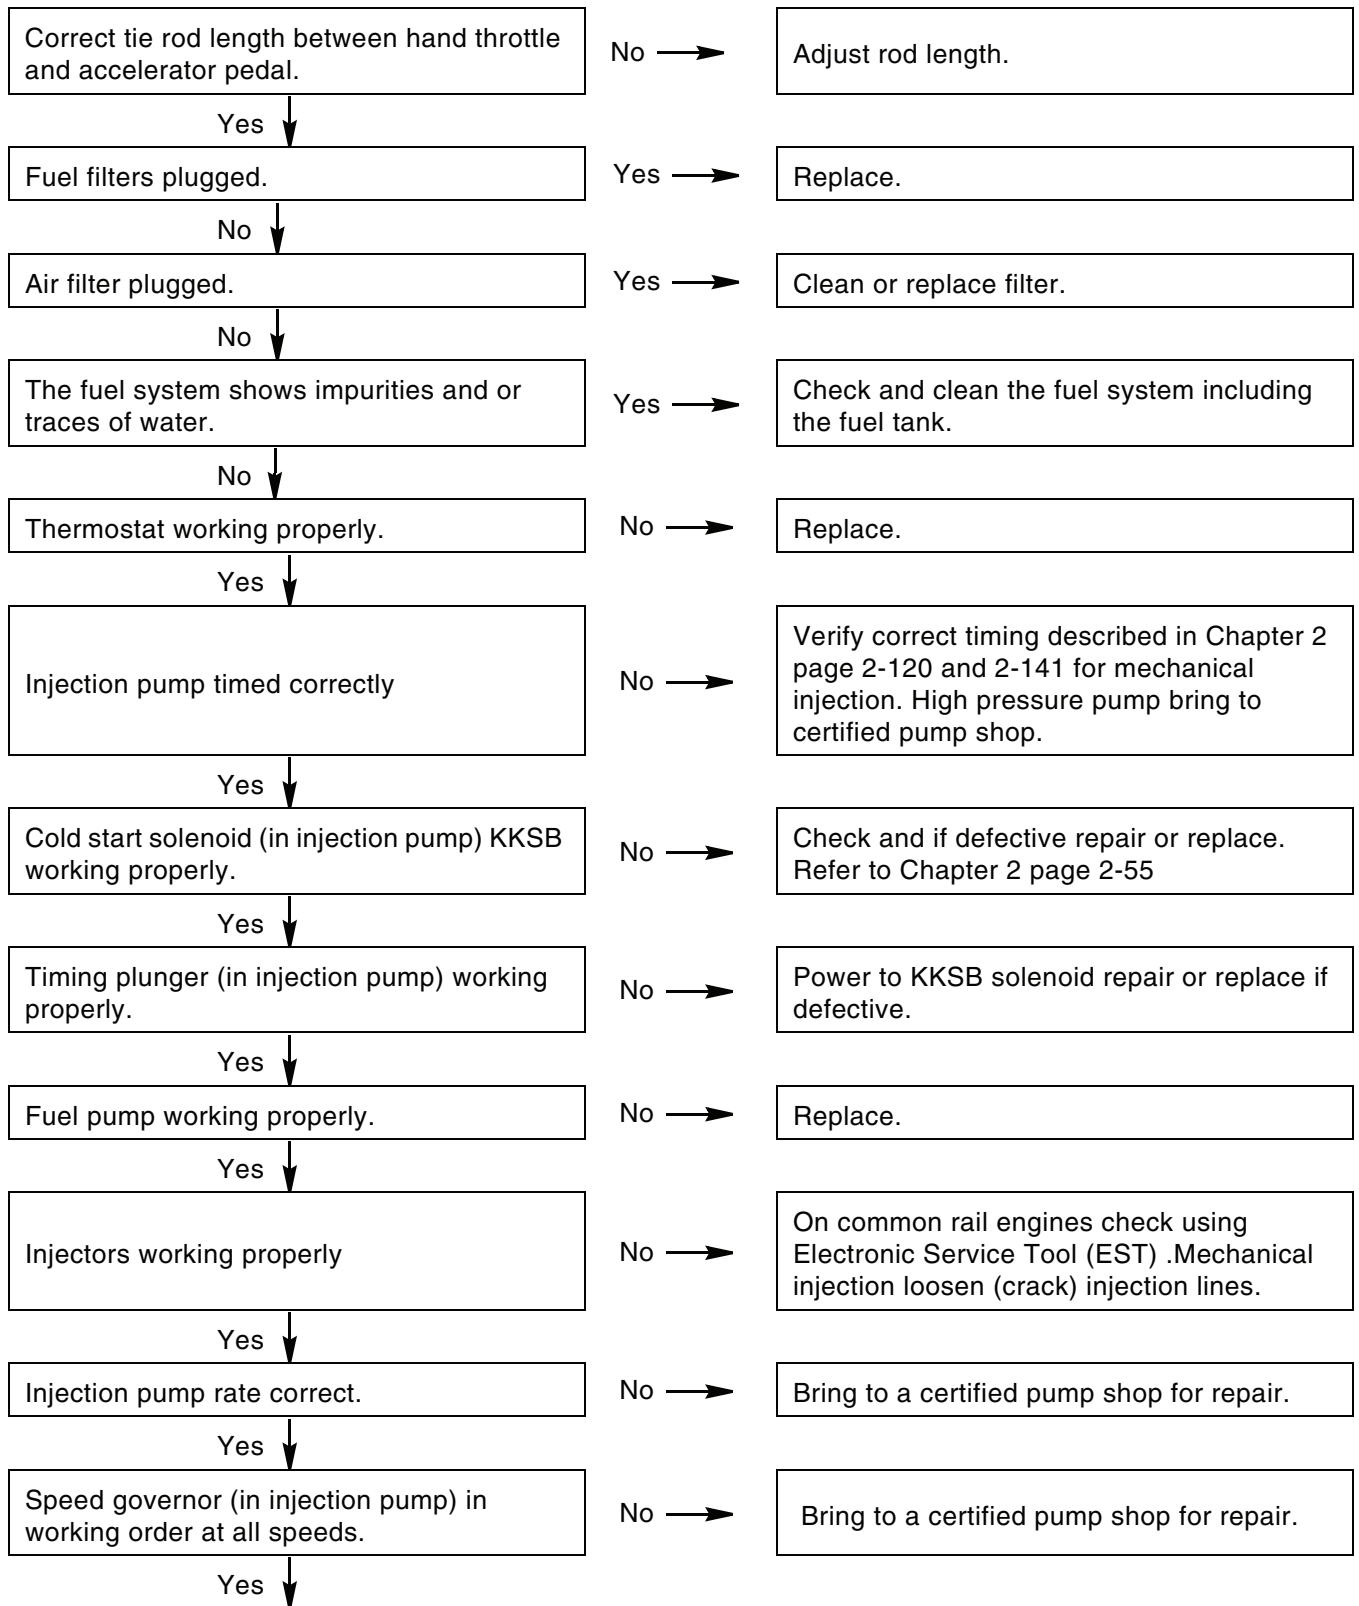 Correct tie rod length between hand throttle
and accelerator pedal.
No
Adjust rod length.
Yes
Fuel filters plugged.
Yes
Replace.
No
Air filter plugged.
Yes
Clean or replace filter.
No
The fuel system shows impurities and or
traces of water.
Yes
Check and clean the fuel system including
the fuel tank.
No
Thermostat working properly.
No
Replace.
Yes
Injection pump timed correctly
No
Verify correct timing described in Chapter 2
page 2-120 and 2-141 for mechanical
injection. High pressure pump bring to
certified pump shop.
Yes
Cold start solenoid (in injection pump) KKSB
working properly.
No
Check and if defective repair or replace.
Refer to Chapter 2 page 2-55
Yes
Timing plunger (in injection pump) working
properly.
No
Power to KKSB solenoid repair or replace if
defective.
Yes
Fuel pump working properly.
No
Replace.
Yes
Injectors working properly
No
On common rail engines check using
Electronic Service Tool (EST) .Mechanical
injection loosen (crack) injection lines.
Yes
Injection pump rate correct.
No
Bring to a certified pump shop for repair.
Yes
Speed governor (in injection pump) in
working order at all speeds.
No
Bring to a certified pump shop for repair.
Yes